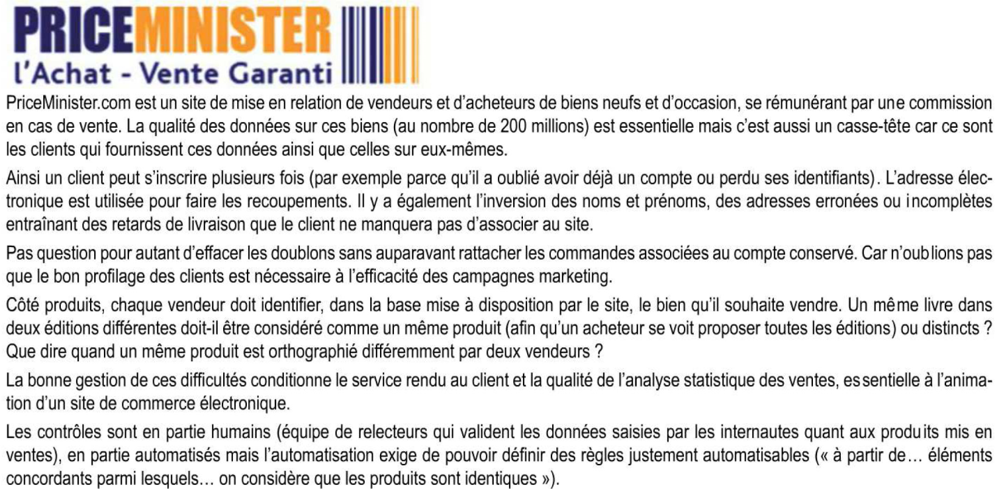 PRICEMINISTER
l'Achat - Vente Garanti
PriceMinister.com est un site de mise en relation de vendeurs et d'acheteurs de biens neufs et d'occasion, se rémunérant par une commission
en cas de vente. La qualité des données sur ces biens (au nombre de 200 millions) est essentielle mais c'est aussi un casse-tête car ce sont
les clients qui fournissent ces données ainsi que celles sur eux-mêmes.
Ainsi un client peut s'inscrire plusieurs fois (par exemple parce qu'il a oublié avoir déjà un compte ou perdu ses identifiants). L'adresse élec-
tronique est utilisée pour faire les recoupements. Il y a également l'inversion des noms et prénoms, des adresses erronées ou incomplètes
entraînant des retards de livraison que le client ne manquera pas d'associer au site.
Pas question pour autant d'effacer les doublons sans auparavant rattacher les commandes associées au compte conservé. Car n'oublions pas
que le bon profilage des clients est nécessaire à l'efficacité des campagnes marketing.
Côté produits, chaque vendeur doit identifier, dans la base mise à disposition par le site, le bien qu'il souhaite vendre. Un même livre dans
deux éditions différentes doit-il être considéré comme un même produit (afin qu'un acheteur se voit proposer toutes les éditions) ou distincts ?
Que dire quand un même produit est orthographié différemment par deux vendeurs ?
La bonne gestion de ces difficultés conditionne le service rendu au client et la qualité de l'analyse statistique des ventes, essentielle à l'anima-
tion d'un site de commerce électronique.
Les contrôles sont en partie humains (équipe de relecteurs qui valident les données saisies par les internautes quant aux produits mis en
ventes), en partie automatisés mais l'automatisation exige de pouvoir définir des règles justement automatisables (« à partir de… éléments
concordants parmi lesquels… on considère que les produits sont identiques »).